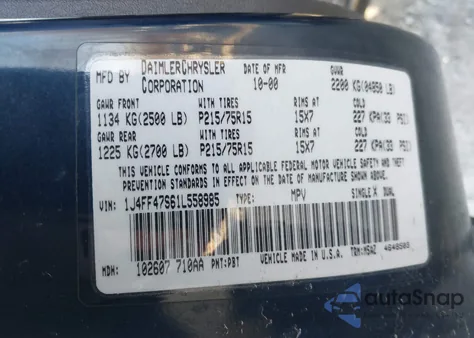 MFD BY DAIMLERCHRYSLER CORPORATION DATE OF MFR 10-00 GVWR 2200 KG(04850 LB)
GAWR FRONT WITH TIRES RIMS AT COLD
1134 KG(2500 LB) P215/75R15 15X7 227 KPA(33 PSI)
GAWR REAR WITH TIRES RIMS AT COLD
1225 KG(2700 LB) P215/75R15 15X7 227 KPA(33 PSI)
THIS VEHICLE CONFORMS TO ALL APPLICABLE FEDERAL MOTOR VEHICLE SAFETY AND
THEFT PREVENTION STANDARDS IN EFFECT ON THE DATE OF MANUFACTURE SHOWN ABOVE.
VIN: 1J4FF47S61L558985 TYPE: MPV SINGLE X DUAL
VEHICLE MADE IN U.S.A.
MDH: 102607 710AA PNT:PBT TRM:M5AZ
autoSnap